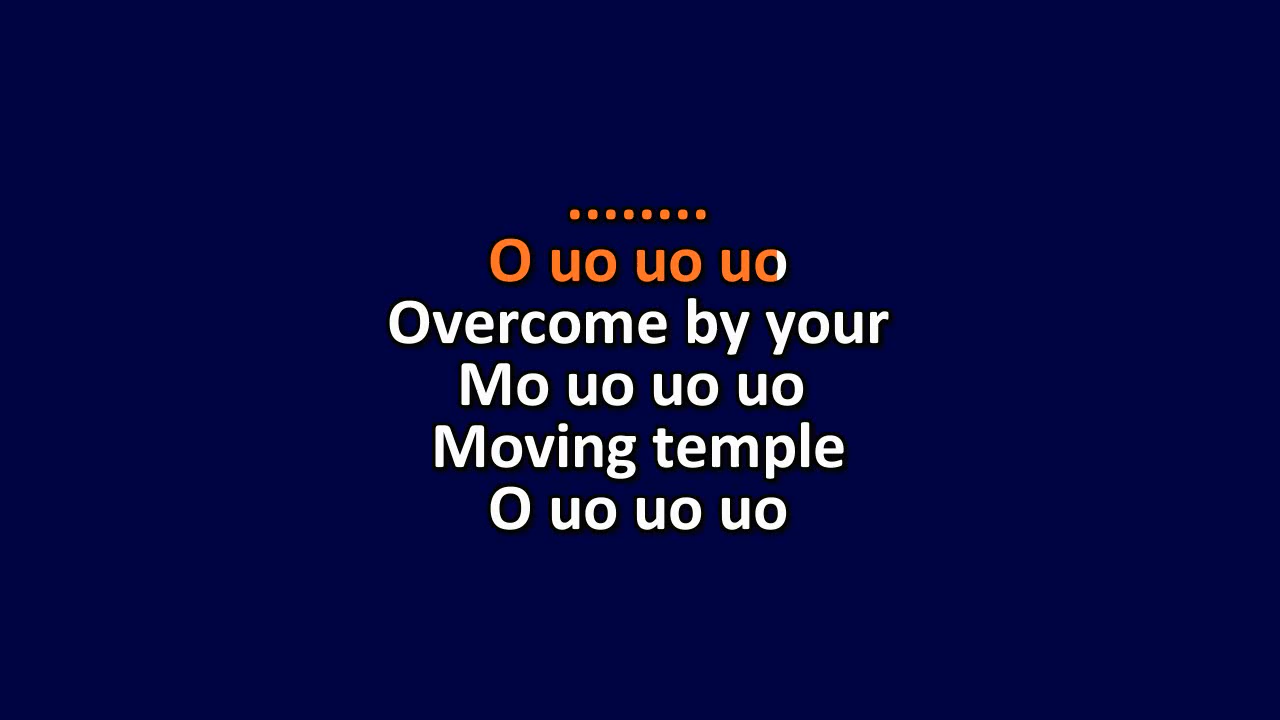 ........
O uo uo uo
Overcome by your
Mo uo uo uo
Moving temple
O uo uo uo